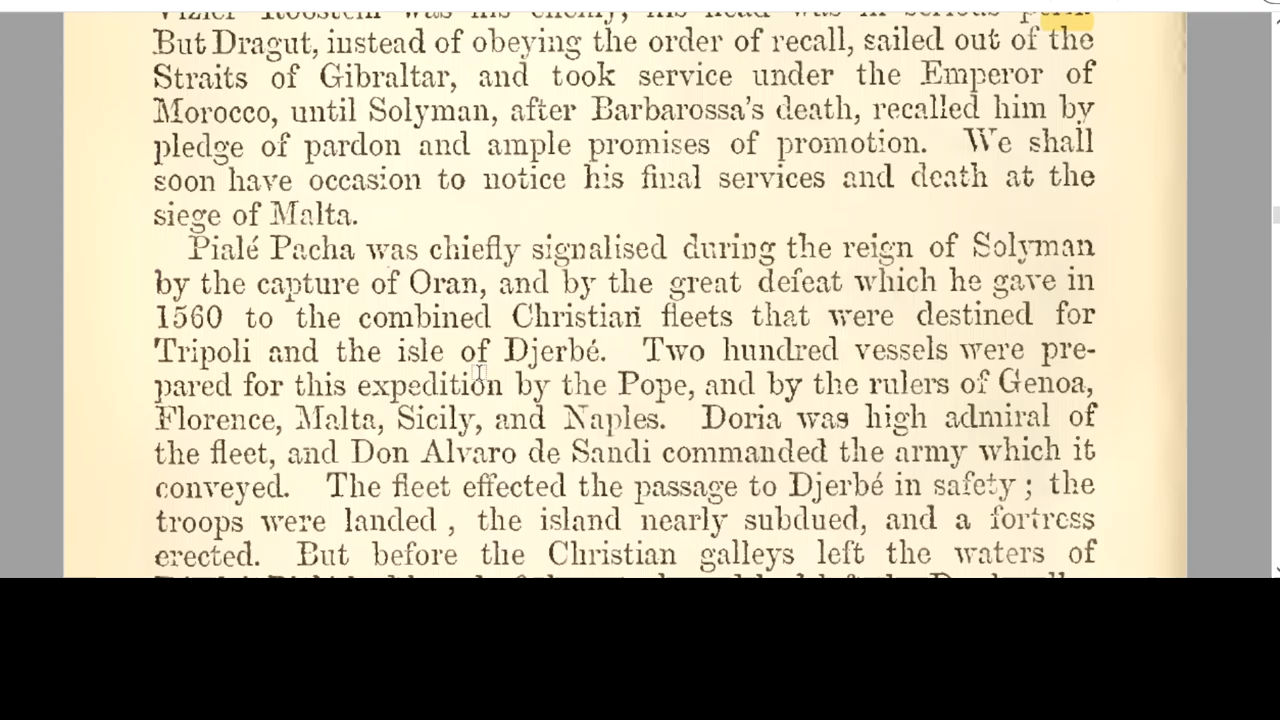 But Dragut, instead of obeying the order of recall, sailed out of the
Straits of Gibraltar, and took service under the Emperor of
Morocco, until Solyman, after Barbarossa's death, recalled him by
pledge of pardon and ample promises of promotion. We shall
soon have occasion to notice his final services and death at the
siege of Malta.
Pialé Pacha was chiefly signalised during the reign of Solyman
by the capture of Oran, and by the great defeat which he gave in
1560 to the combined Christian fleets that were destined for
Tripoli and the isle of Djerbé. Two hundred vessels were pre-
pared for this expedition by the Pope, and by the rulers of Genoa,
Florence, Malta, Sicily, and Naples. Doria was high admiral of
the fleet, and Don Alvaro de Sandi commanded the army which it
conveyed. The fleet effected the passage to Djerbé in safety ; the
troops were landed , the island nearly subdued, and a fortress
erected. But before the Christian galleys left the waters of